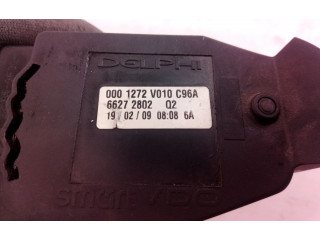 DELPHI
000 1272 V010 C96A
6627 2802 Q2
19 / 02 / 09 08:08 6A
smart